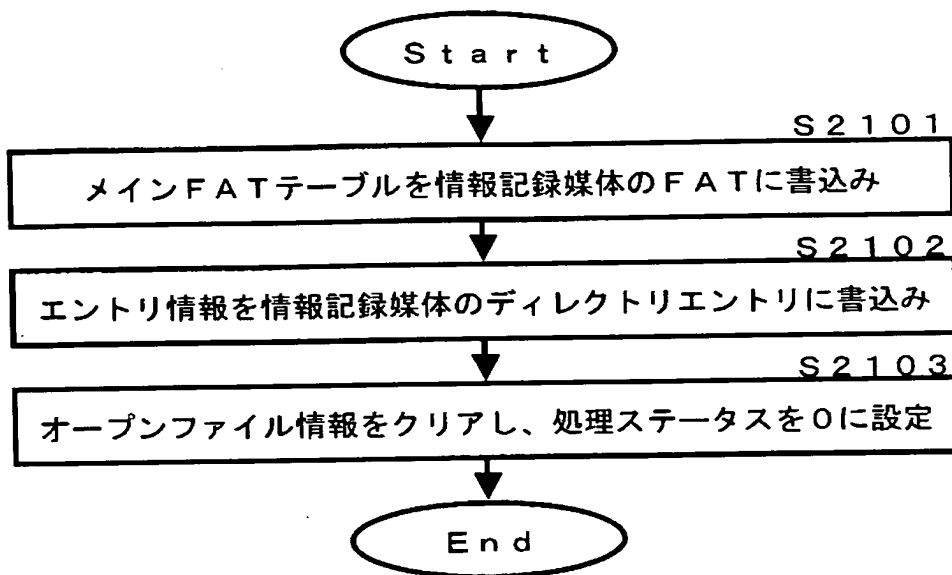 Start
S2101
メインFATテーブルを情報記録媒体のFATに書込み
S2102
エントリ情報を情報記録媒体のディレクトリエントリに書込み
S2103
オープンファイル情報をクリアし、処理ステータスを0に設定
End